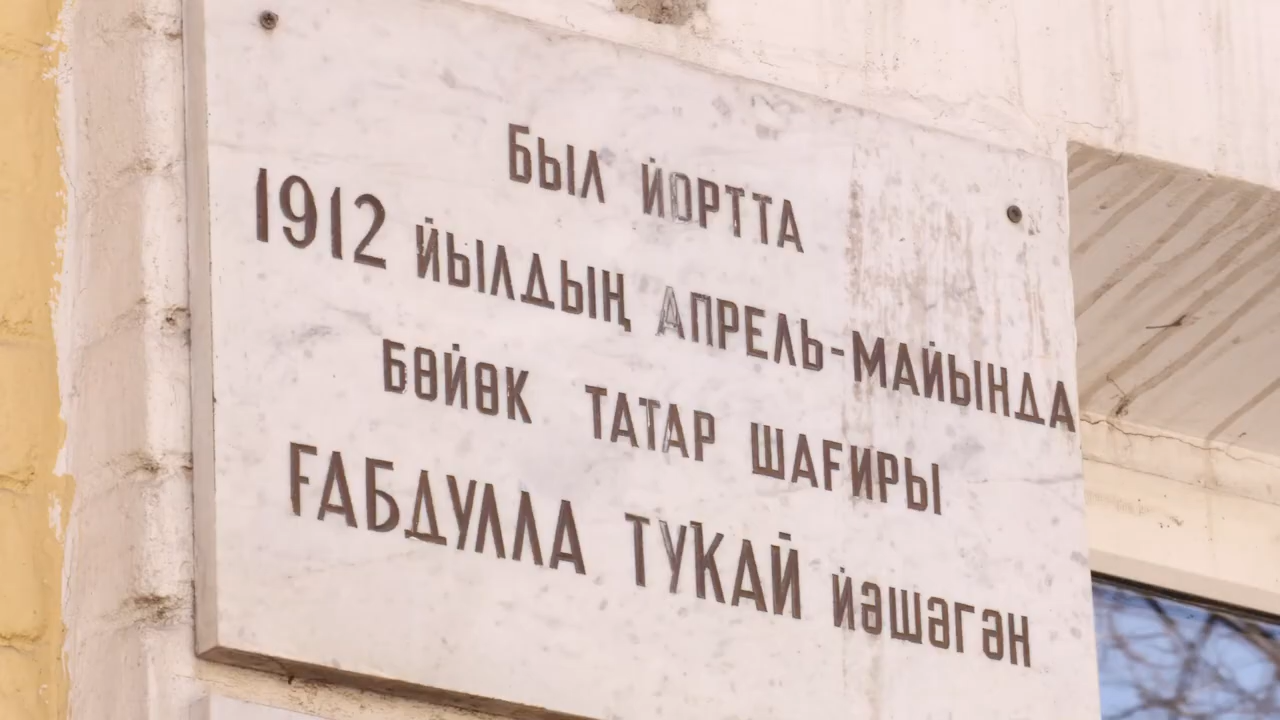 БЫЛ ЙОРТТА
1912 ЙЫЛДЫҢ АПРЕЛЬ-МАЙЫНДА
БӨЙӨК ТАТАР ШАҒИРЫ
ҒАБДУЛЛА ТУҠАЙ ЙӘШӘГӘН